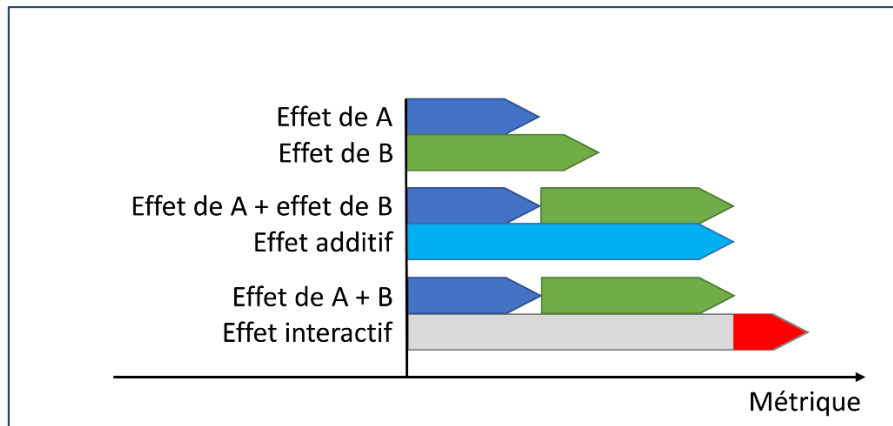 Effet de A
Effet de B
Effet de A + effet de B
Effet additif
Effet de A + B
Effet interactif
Métrique